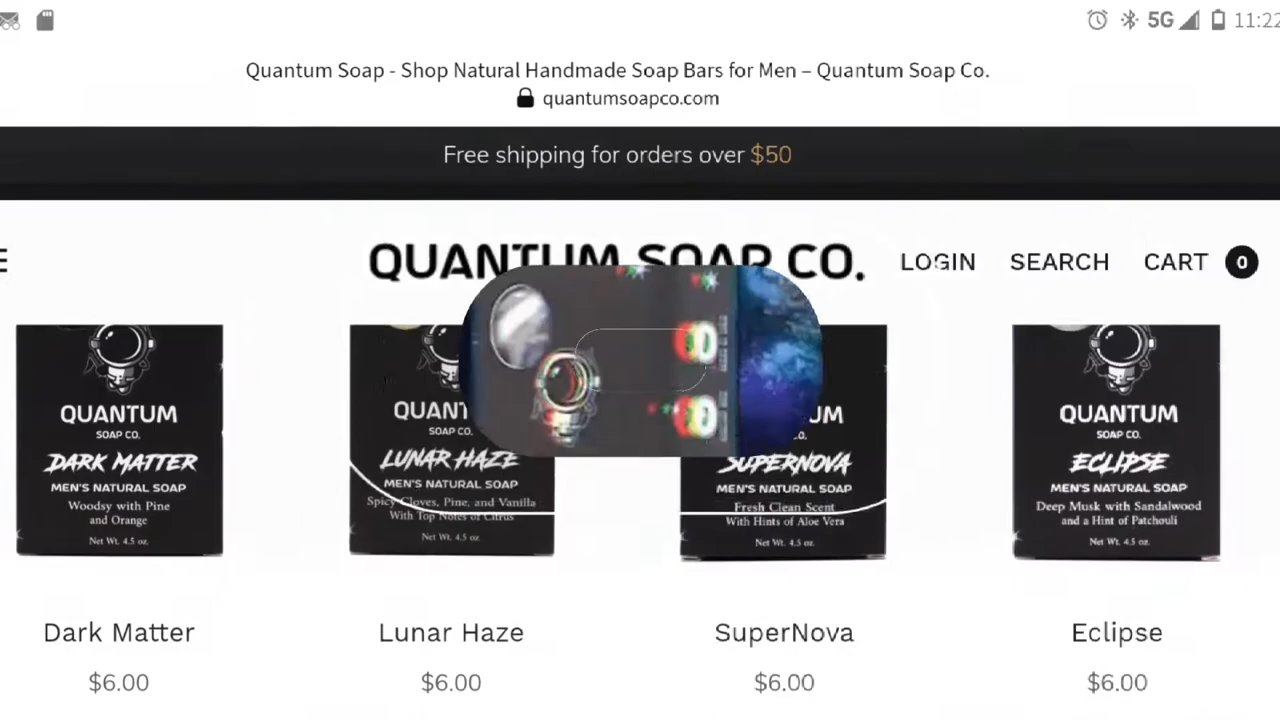 5G 11:22
Quantum Soap - Shop Natural Handmade Soap Bars for Men – Quantum Soap Co.
quantumsoapco.com
Free shipping for orders over $50
QUANTUM SOAP CO.
LOGIN SEARCH CART 0
QUANTUM
SOAP CO.
DARK MATTER
MEN'S NATURAL SOAP
Woodsy with Pine
and Orange
Net Wt. 4.5 oz.
QUANT
SOAP CO.
LUNAR HAZE
MEN'S NATURAL SOAP
Spicy Cloves, Pine, and Vanilla
With Top Notes of Citrus
Net Wt. 4.5 oz.
UM
CO.
SUPERNOVA
MEN'S NATURAL SOAP
Fresh Clean Scent
With Hints of Aloe Vera
Net Wt. 4.5 oz.
QUANTUM
SOAP CO.
ECLIPSE
MEN'S NATURAL SOAP
Deep Musk with Sandalwood
and a Hint of Patchouli
Net Wt. 4.5 oz.
Dark Matter
$6.00
Lunar Haze
$6.00
SuperNova
$6.00
Eclipse
$6.00